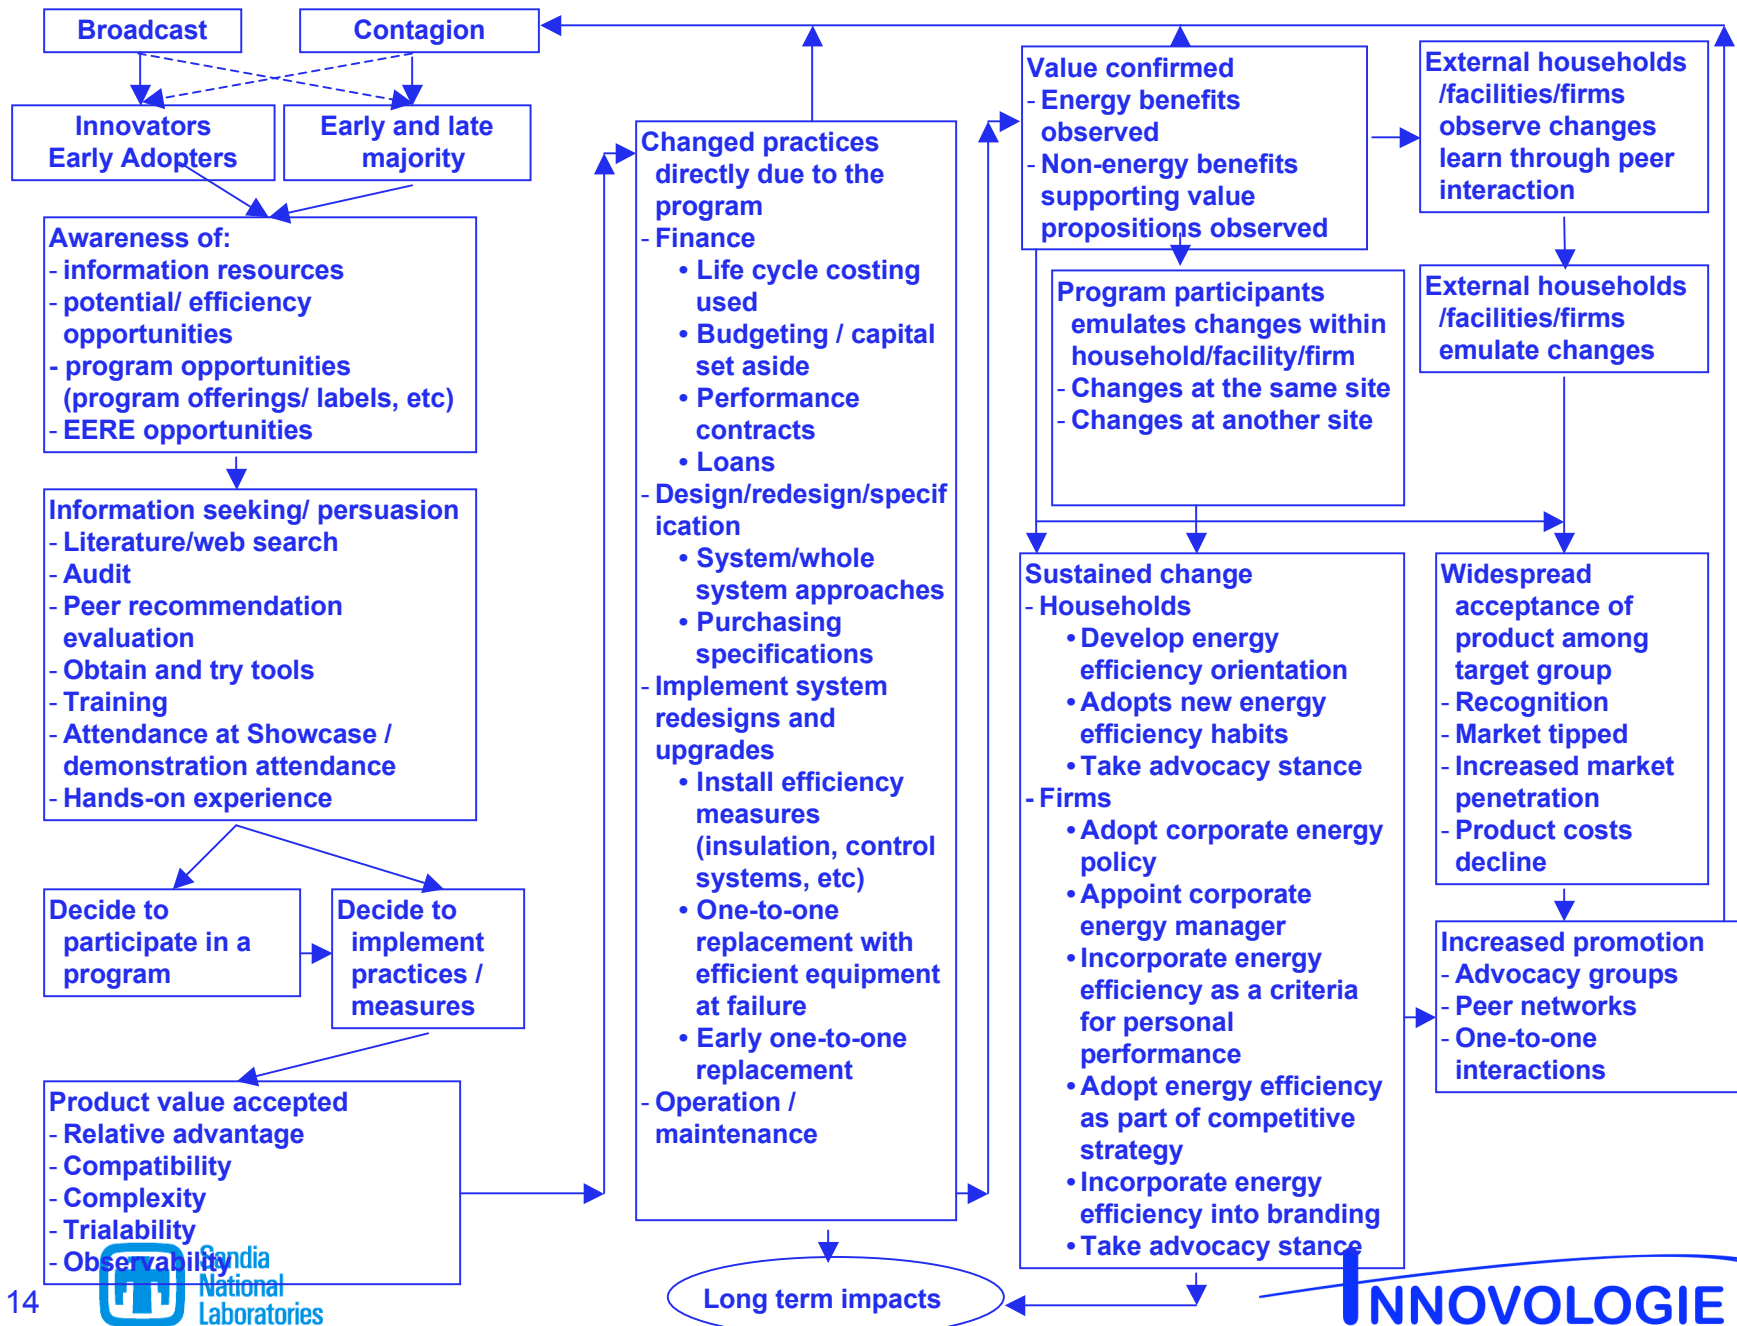 Broadcast
Contagion
Innovators
Early Adopters
Early and late
majority
Awareness of:
- information resources
- potential/ efficiency
opportunities
- program opportunities
(program offerings/ labels, etc)
- EERE opportunities
Information seeking/ persuasion
- Literature/web search
- Audit
- Peer recommendation
evaluation
- Obtain and try tools
- Training
- Attendance at Showcase /
demonstration attendance
- Hands-on experience
Decide to
participate in a
program
Decide to
implement
practices /
measures
Product value accepted
- Relative advantage
- Compatibility
- Complexity
- Trialability
- Observability
Changed practices
directly due to the
program
- Finance
• Life cycle costing
used
• Budgeting / capital
set aside
• Performance
contracts
• Loans
- Design/redesign/specif
ication
• System/whole
system approaches
• Purchasing
specifications
- Implement system
redesigns and
upgrades
• Install efficiency
measures
(insulation, control
systems, etc)
• One-to-one
replacement with
efficient equipment
at failure
• Early one-to-one
replacement
- Operation /
maintenance
Long term impacts
Value confirmed
- Energy benefits
observed
- Non-energy benefits
supporting value
propositions observed
Program participants
emulates changes within
household/facility/firm
- Changes at the same site
- Changes at another site
Sustained change
- Households
• Develop energy
efficiency orientation
• Adopts new energy
efficiency habits
• Take advocacy stance
- Firms
• Adopt corporate energy
policy
• Appoint corporate
energy manager
• Incorporate energy
efficiency as a criteria
for personal
performance
• Adopt energy efficiency
as part of competitive
strategy
• Incorporate energy
efficiency into branding
• Take advocacy stance
External households
/facilities/firms
observe changes
learn through peer
interaction
External households
/facilities/firms
emulate changes
Widespread
acceptance of
product among
target group
- Recognition
- Market tipped
- Increased market
penetration
- Product costs
decline
Increased promotion
- Advocacy groups
- Peer networks
- One-to-one
interactions
14
Sandia
National
Laboratories
INNOVOLOGIE